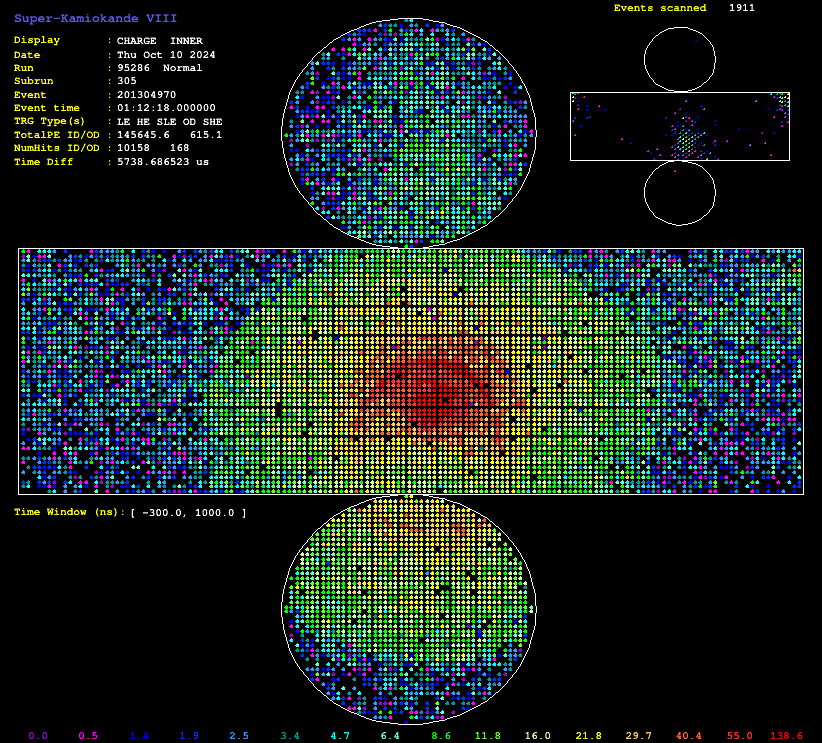 Super-Kamiokande VIII
Events scanned 1911
Display : CHARGE INNER
Date : Thu Oct 10 2024
Run : 95286 Normal
Subrun : 305
Event : 201304970
Event time : 01:12:18.000000
TRG Type(s) : LE HE SLE OD SHE
TotalPE ID/OD : 145645.6 615.1
NumHits ID/OD : 10158 168
Time Diff : 5738.686523 us
Time Window (ns): [ -300.0, 1000.0 ]
0.0 0.5 1.4 1.9 2.5 3.4 4.7 6.4 8.6 11.8 16.0 21.8 29.7 40.4 55.0 138.6